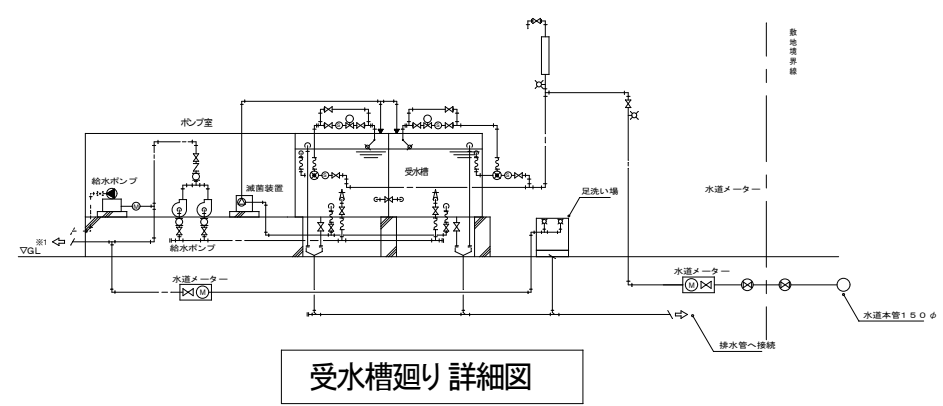 敷地境界線
ポンプ室
受水槽
給水ポンプ
滅菌装置
足洗い場
水道メーター
※1
▽GL
給水ポンプ
水道メーター
M
水道メーター
M
水道本管150φ
排水管へ接続
受水槽廻り 詳細図